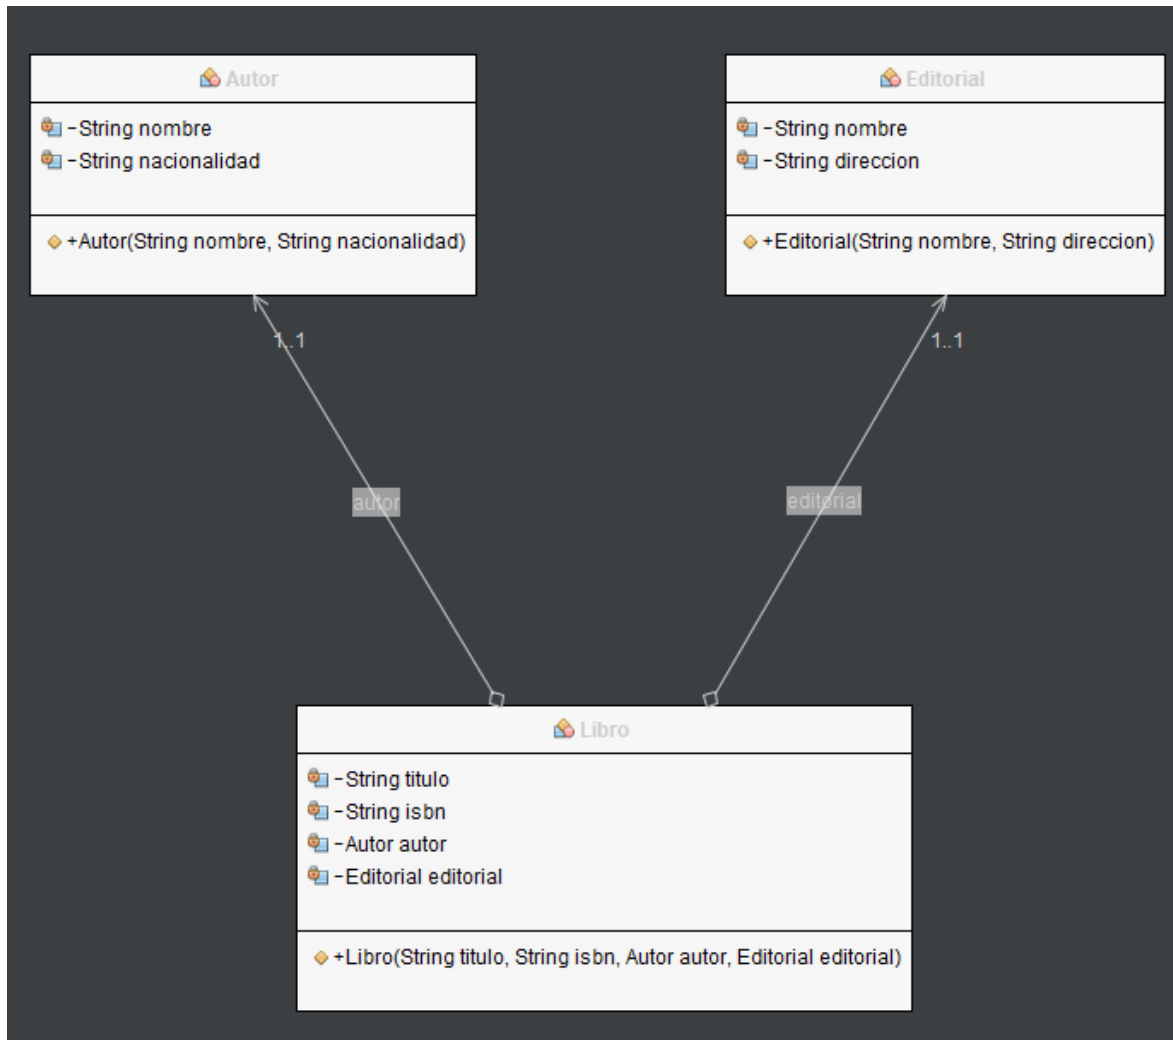 Autor
-String nombre
-String nacionalidad
+Autor(String nombre, String nacionalidad)
Editorial
-String nombre
-String direccion
+Editorial(String nombre, String direccion)
1..1
1..1
autor
editorial
Libro
-String titulo
-String isbn
-Autor autor
-Editorial editorial
+Libro(String titulo, String isbn, Autor autor, Editorial editorial)